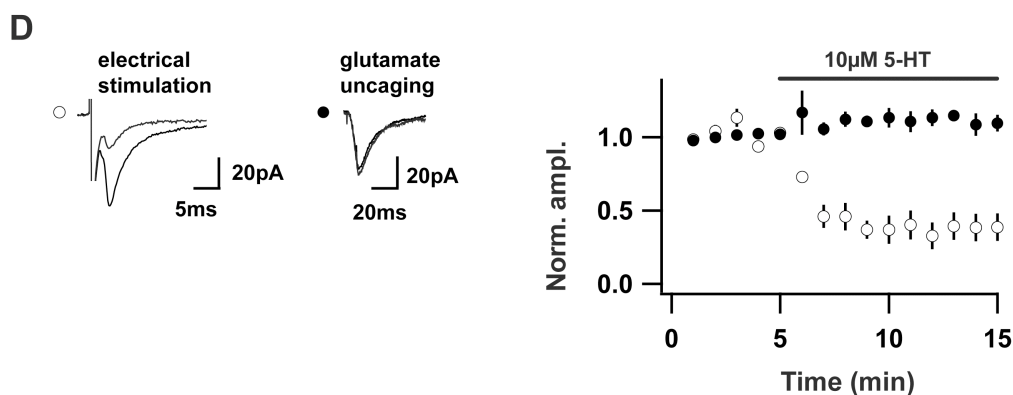 D
electrical
stimulation
20pA
5ms
glutamate
uncaging
20pA
20ms
10µM 5-HT
Norm. ampl.
1.0
0.5
0.0
0 5 10 15
Time (min)